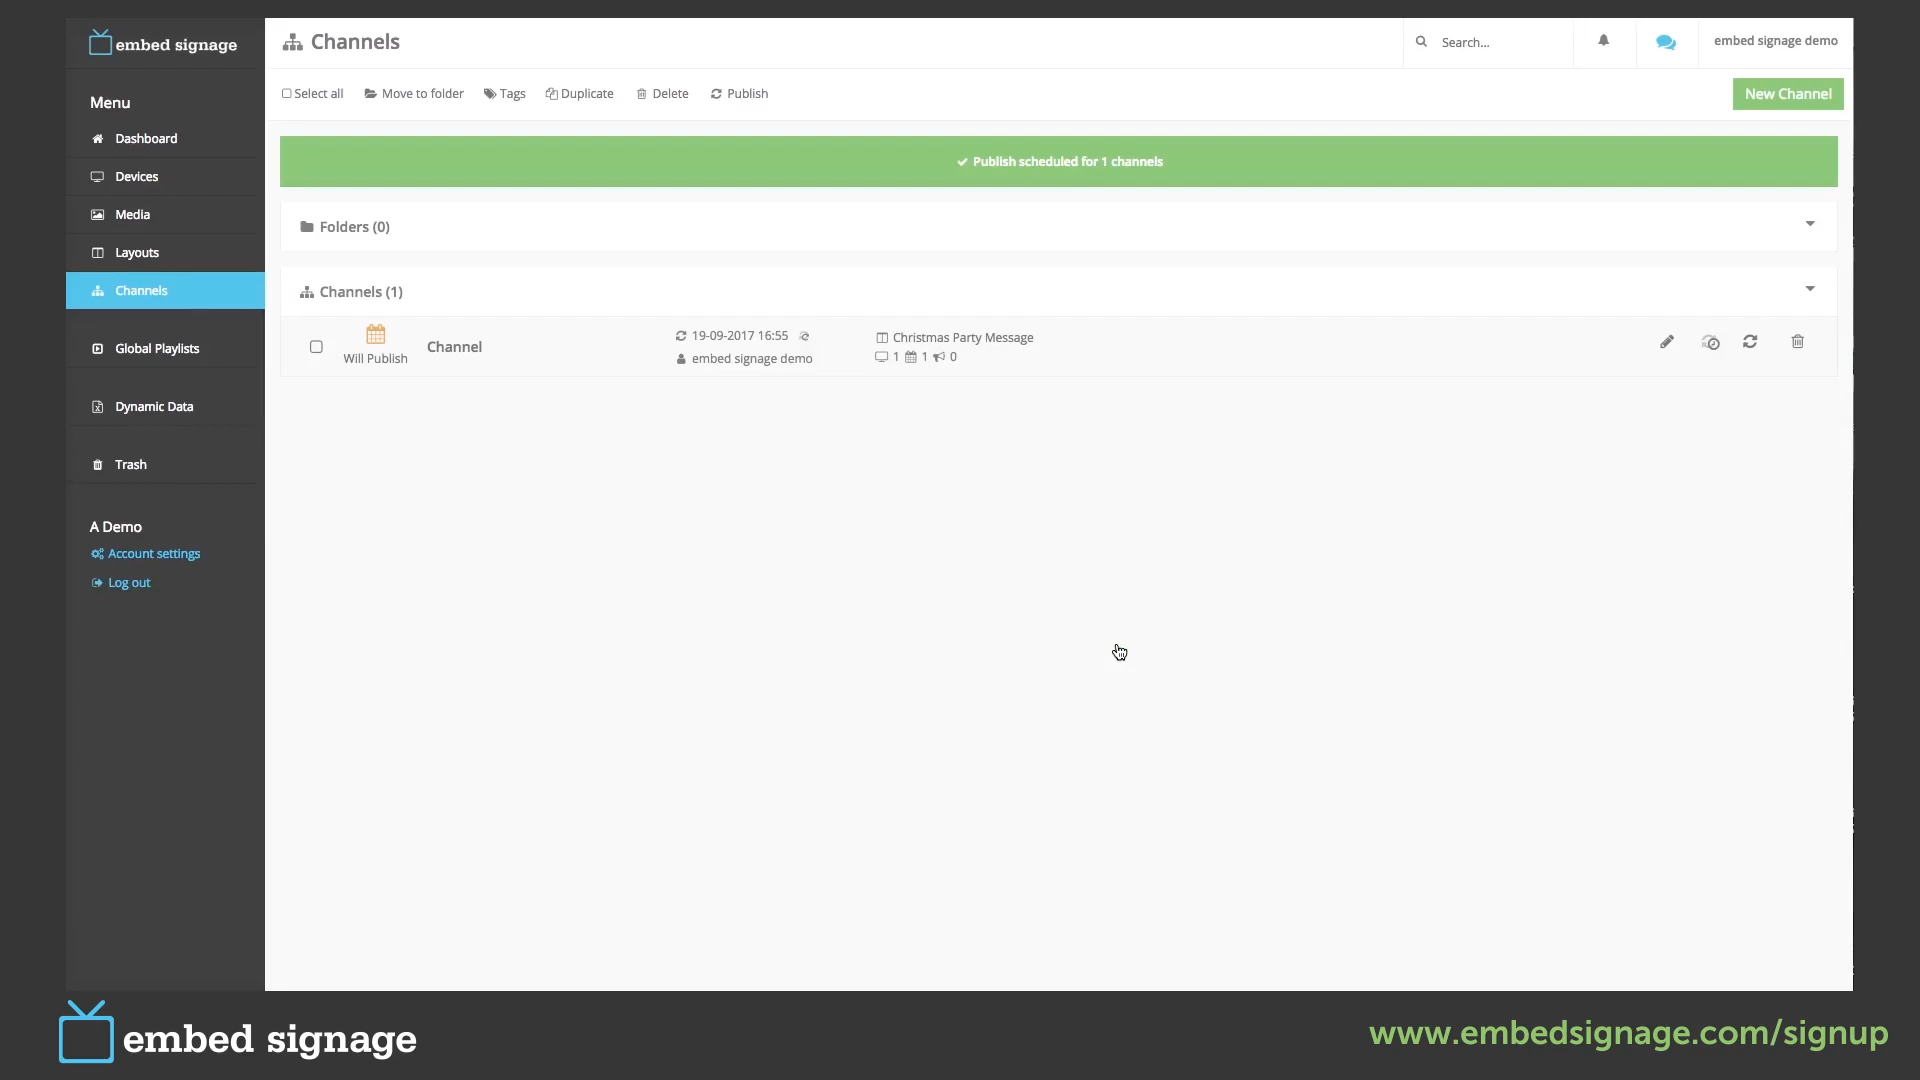 embed signage
Channels
Search...
embed signage demo
Select all
Move to folder
Tags
Duplicate
Delete
Publish
New Channel
Menu
Dashboard
Devices
Media
Layouts
Channels
Global Playlists
Dynamic Data
Trash
A Demo
Account settings
Log out
Publish scheduled for 1 channels
Folders (0)
Channels (1)
Will Publish
Channel
19-09-2017 16:55
embed signage demo
Christmas Party Message
1 1 0
embed signage
www.embedsignage.com/signup